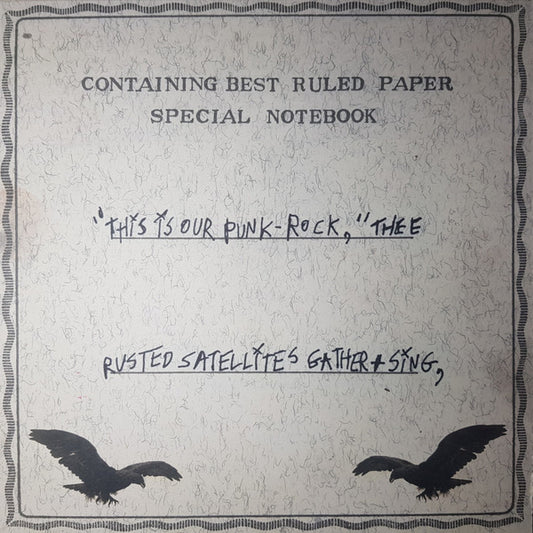 CONTAINING BEST RULED PAPER
SPECIAL NOTEBOOK
"THiS iS OUR PUNK-ROCK," THEE
RUSTED SATELLiTES GATHER + SiNG,